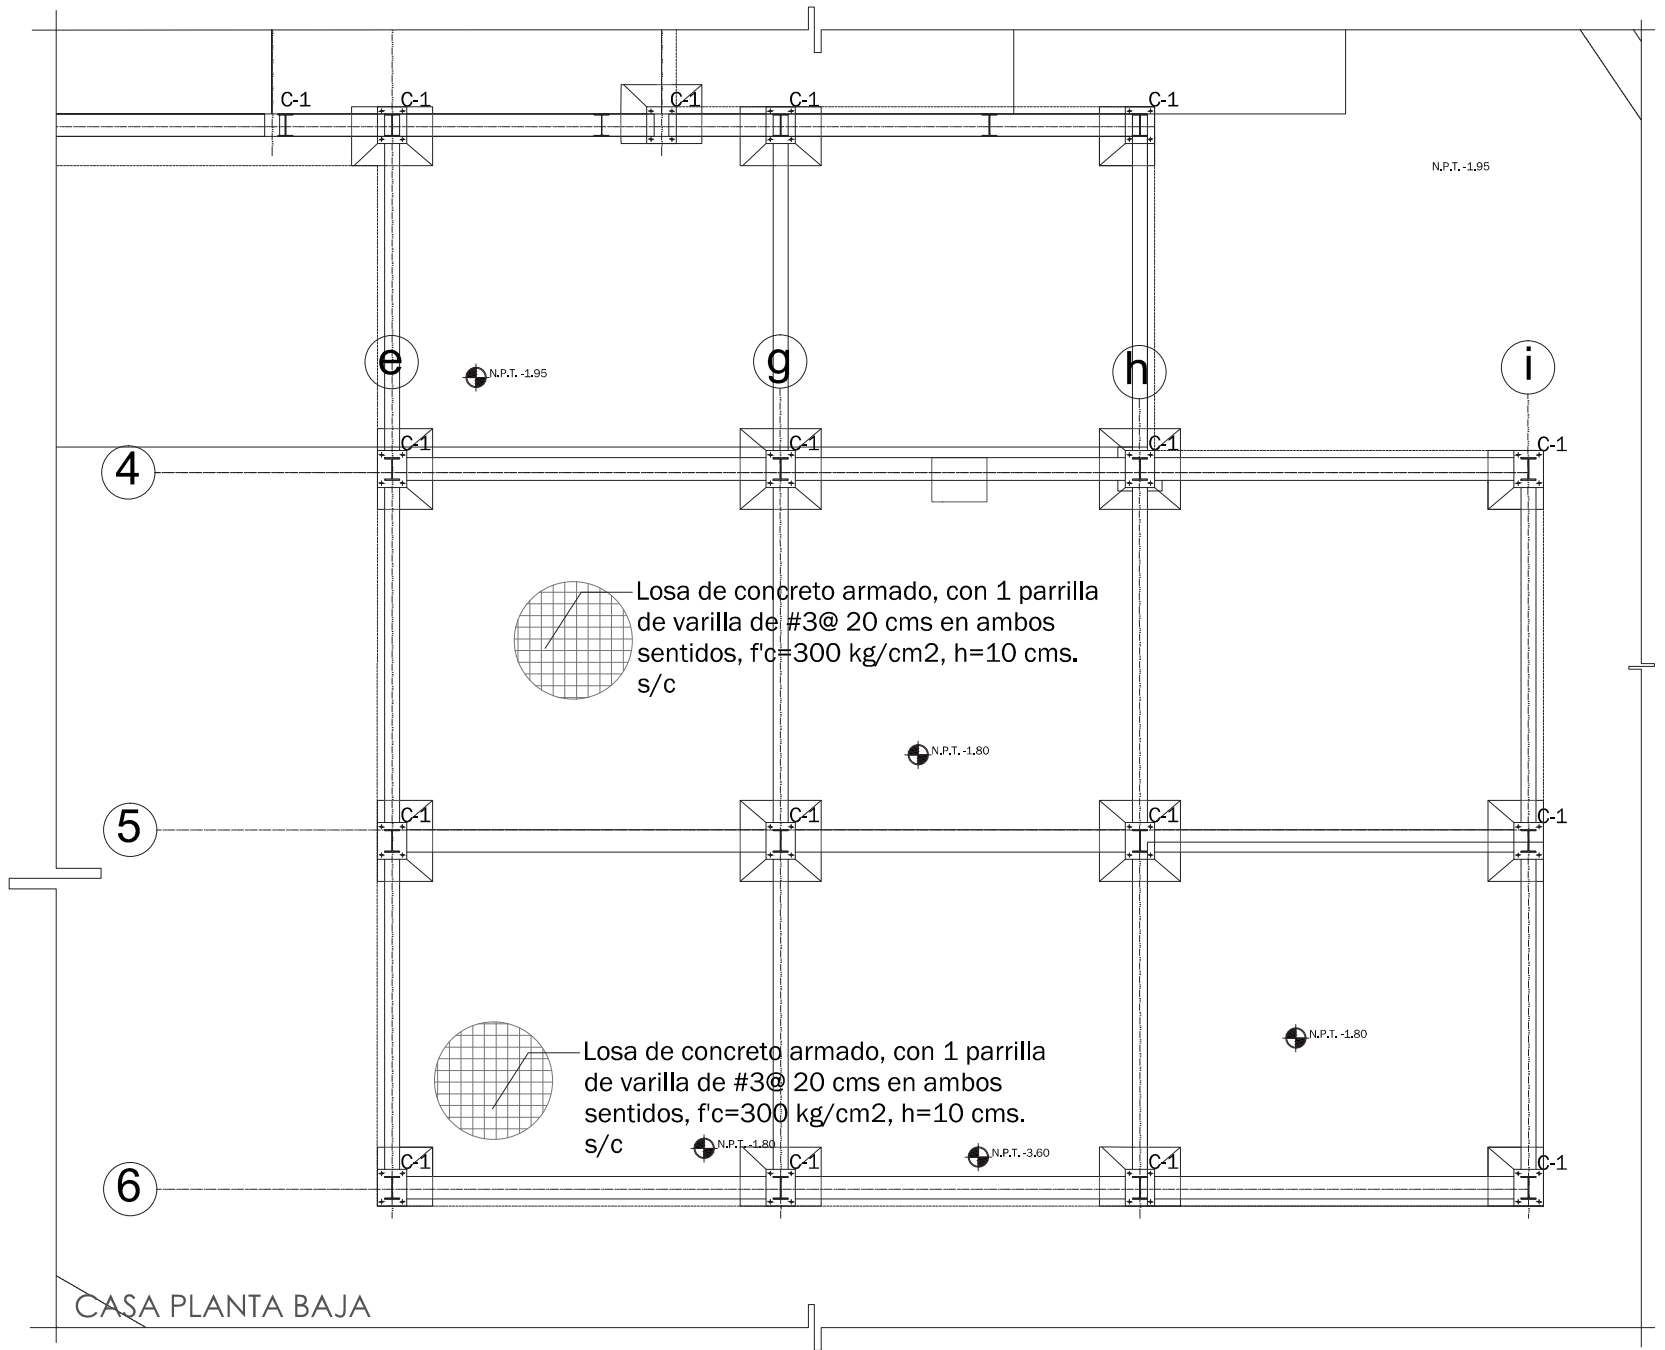 C-1 C-1 C-1 C-1 C-1
N.P.T. -1.95
e g h i
N.P.T. -1.95
C-1 C-1 C-1 C-1
4
Losa de concreto armado, con 1 parrilla
de varilla de #3@ 20 cms en ambos
sentidos, f'c=300 kg/cm2, h=10 cms.
s/c
N.P.T. -1.80
C-1 C-1 C-1 C-1
5
N.P.T. -1.80
Losa de concreto armado, con 1 parrilla
de varilla de #3@ 20 cms en ambos
sentidos, f'c=300 kg/cm2, h=10 cms.
s/c
N.P.T. -1.80
N.P.T. -3.60
C-1 C-1 C-1 C-1
6
CASA PLANTA BAJA